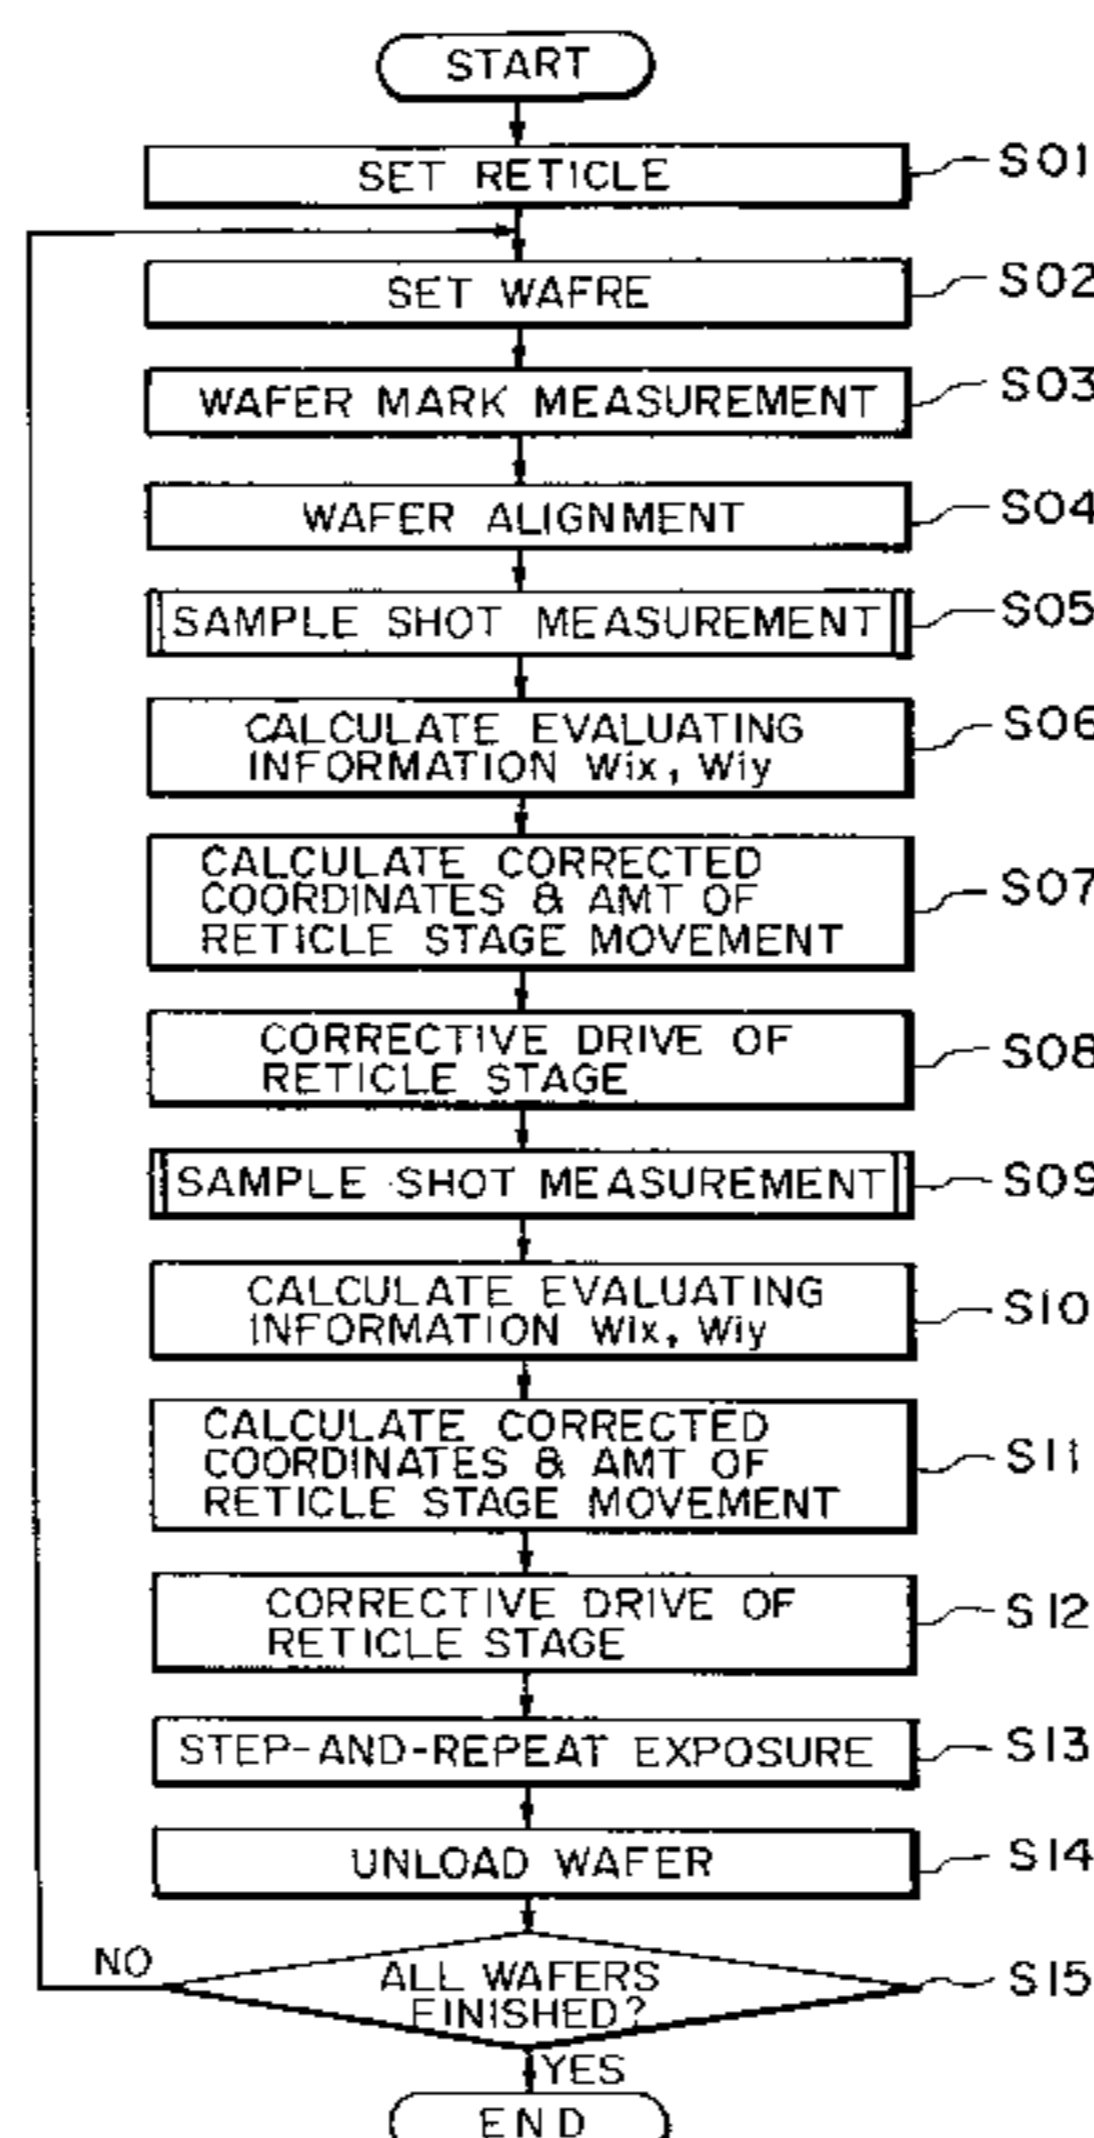 START
SET RETICLE
S01
SET WAFRE
S02
WAFER MARK MEASUREMENT
S03
WAFER ALIGNMENT
S04
SAMPLE SHOT MEASUREMENT
S05
CALCULATE EVALUATING
INFORMATION Wix, Wiy
S06
CALCULATE CORRECTED
COORDINATES & AMT OF
RETICLE STAGE MOVEMENT
S07
CORRECTIVE DRIVE OF
RETICLE STAGE
S08
SAMPLE SHOT MEASUREMENT
S09
CALCULATE EVALUATING
INFORMATION Wix, Wiy
S10
CALCULATE CORRECTED
COORDINATES & AMT OF
RETICLE STAGE MOVEMENT
S11
CORRECTIVE DRIVE OF
RETICLE STAGE
S12
STEP-AND-REPEAT EXPOSURE
S13
UNLOAD WAFER
S14
NO
ALL WAFERS
FINISHED?
S15
YES
END